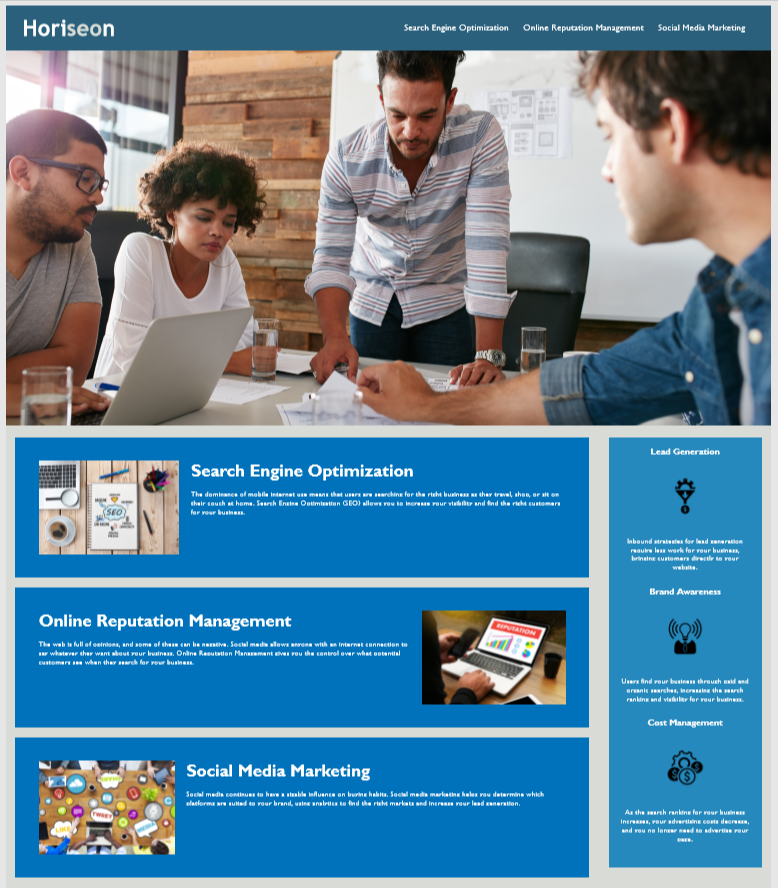 Horiseon
Search Engine Optimization Online Reputation Management Social Media Marketing
Search Engine Optimization
The dominance of mobile internet use means that users are searching for the right business as they travel, shop, or sit on
their couch at home. Search Engine Optimization (SEO) allows you to increase your visibility and find the right customers
for your business.
SEO
Online Reputation Management
The web is full of opinions, and some of these can be negative. Social media allows anyone with an internet connection to
say whatever they want about your business. Online Reputation Management gives you the control over what potential
customers see when they search for your business.
REPUTATION
Social Media Marketing
Social media continues to have a sizable influence on buying habits. Social media marketing helps you determine which
platforms are suited to your brand, using analytics to find the right markets and increase your lead generation.
TWEET
LIKE
MEDIA
Lead Generation
Inbound strategies for lead generation
require less work for your business,
bringing customers directly to your
website.
Brand Awareness
Users find your business through paid and
organic searches, increasing the search
ranking and visibility for your business.
Cost Management
As the search ranking for your business
increases, your advertising costs decrease,
and you no longer need to advertise your
page.